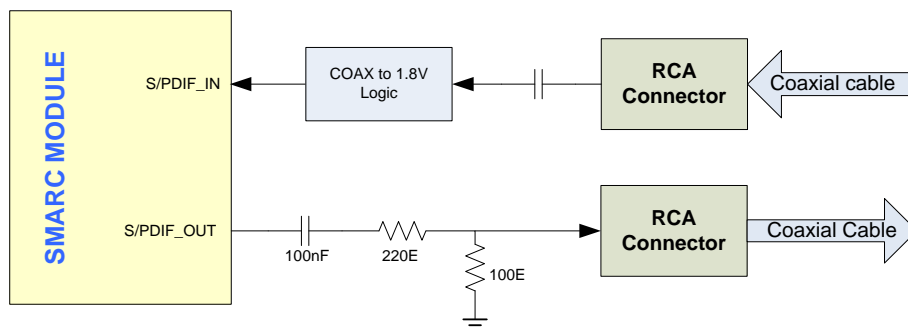 SMARC MODULE
S/PDIF_IN
COAX to 1.8V
Logic
RCA
Connector
Coaxial cable
S/PDIF_OUT
100nF
220E
100E
RCA
Connector
Coaxial Cable